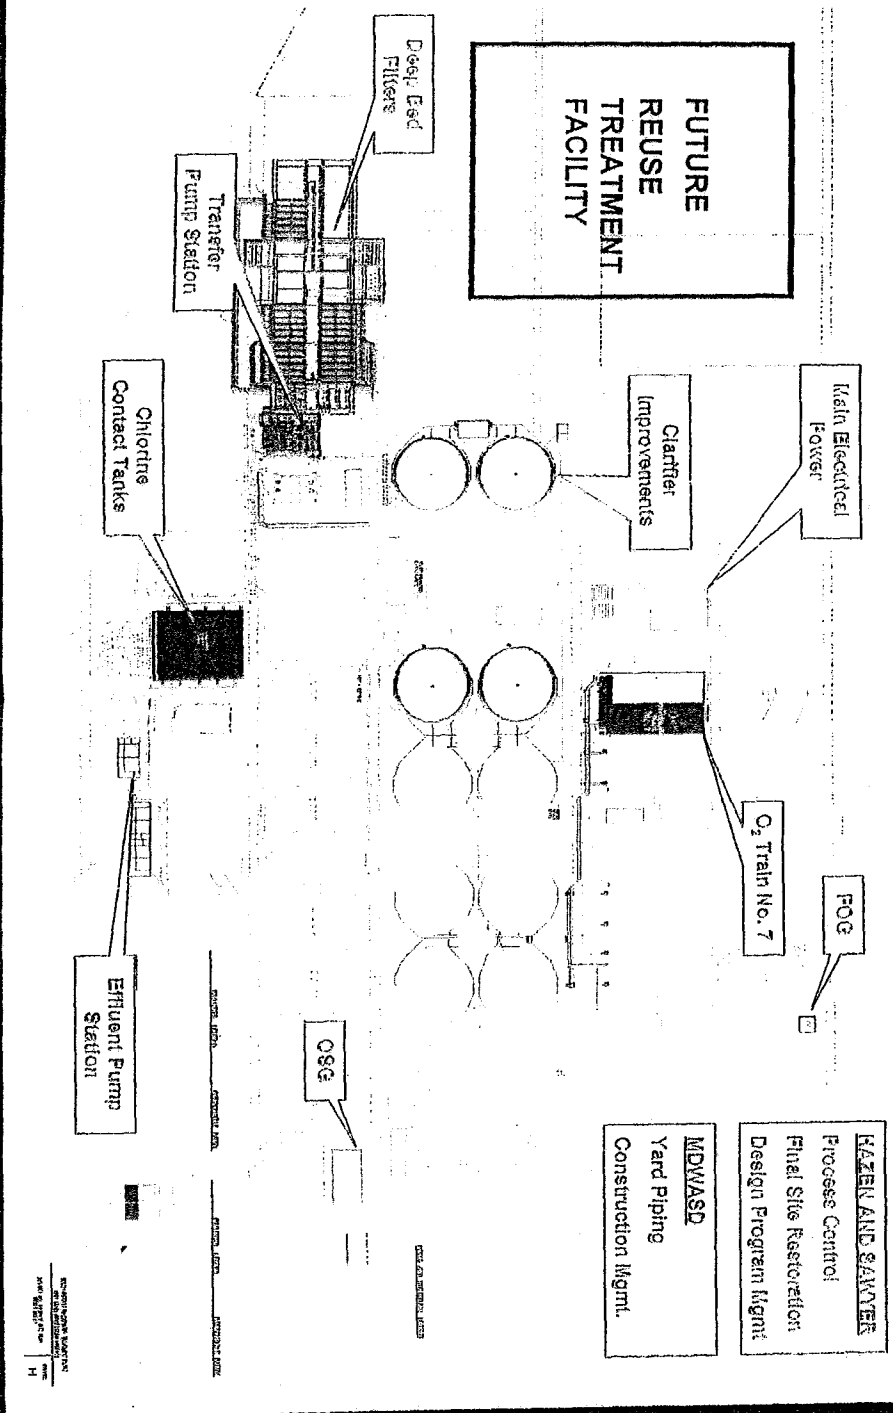 FUTURE
REUSE
TREATMENT
FACILITY
Deep Bed
Filters
Transfer
Pump Station
Chlorine
Contact Tanks
Clarifier
Improvements
Main Electrical
Power
O₂ Train No. 7
FOG
OSG
Effluent Pump
Station
HAZEN AND SAWYER
Process Control
Final Site Restoration
Design Program Mgmt
MDWASD
Yard Piping
Construction Mgmt.
H